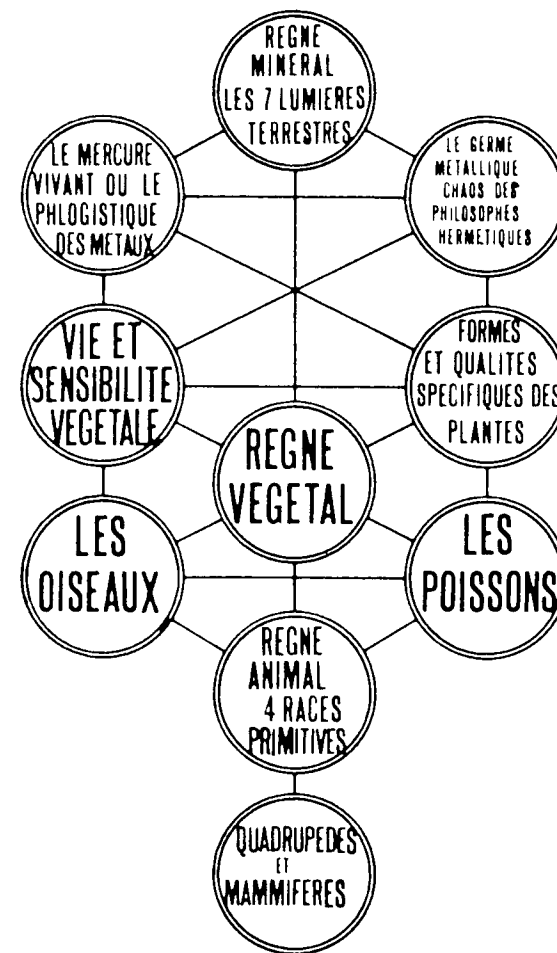 REGNE
MINERAL
LES 7 LUMIERES
TERRESTRES
LE MERCURE
VIVANT OU LE
PHLOGISTIQUE
DES METAUX
LE GERME
METALLIQUE
CHAOS DES
PHILOSOPHES
HERMETIQUES
VIE ET
SENSIBILITE
VEGETALE
FORMES
ET QUALITES
SPECIFIQUES DES
PLANTES
REGNE
VEGETAL
LES
OISEAUX
LES
POISSONS
REGNE
ANIMAL
4 RACES
PRIMITIVES
QUADRUPEDES
ET
MAMMIFERES